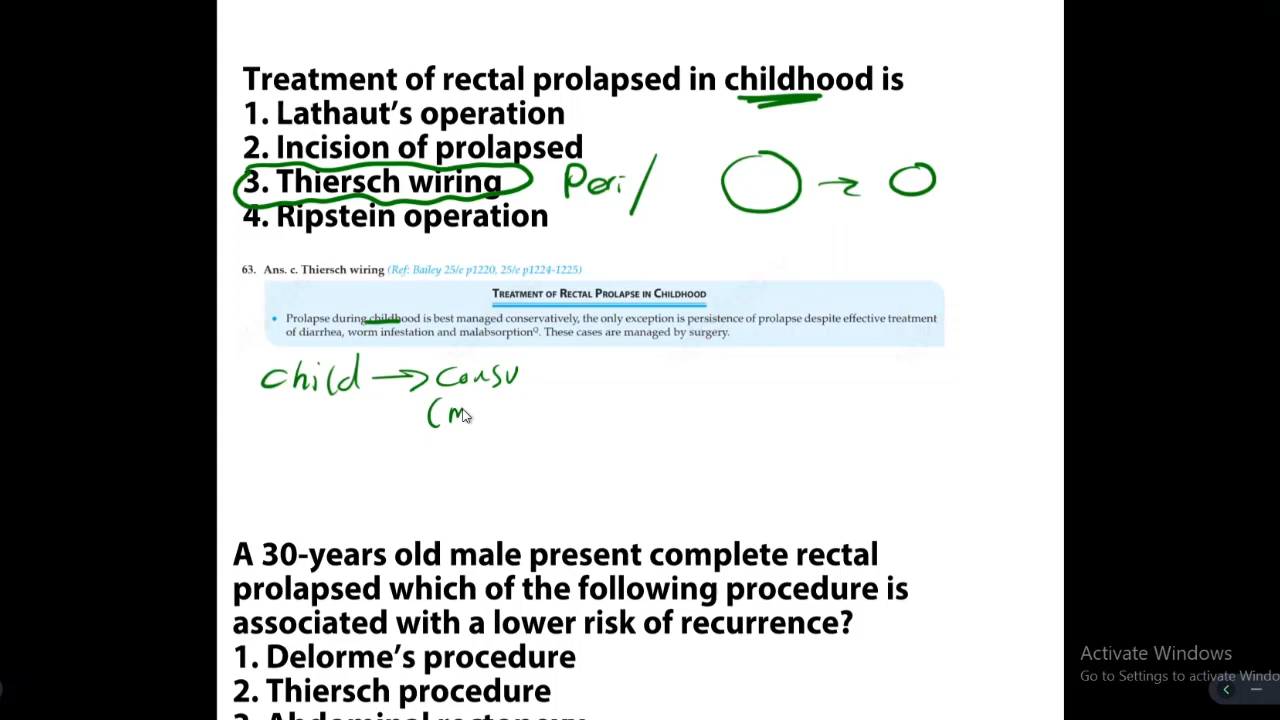 Treatment of rectal prolapsed in childhood is
1. Lathaut's operation
2. Incision of prolapsed
3. Thiersch wiring Peri/
4. Ripstein operation
63. Ans. c. Thiersch wiring (Ref: Bailey 25/e p1220, 25/e p1224-1225)
TREATMENT OF RECTAL PROLAPSE IN CHILDHOOD
• Prolapse during childhood is best managed conservatively, the only exception is persistence of prolapse despite effective treatment
of diarrhea, worm infestation and malabsorptionQ. These cases are managed by surgery.
Child → Consv
(m
A 30-years old male present complete rectal
prolapsed which of the following procedure is
associated with a lower risk of recurrence?
1. Delorme's procedure
2. Thiersch procedure
3. Abdominal rectopexy
Activate Windows
Go to Settings to activate Windo